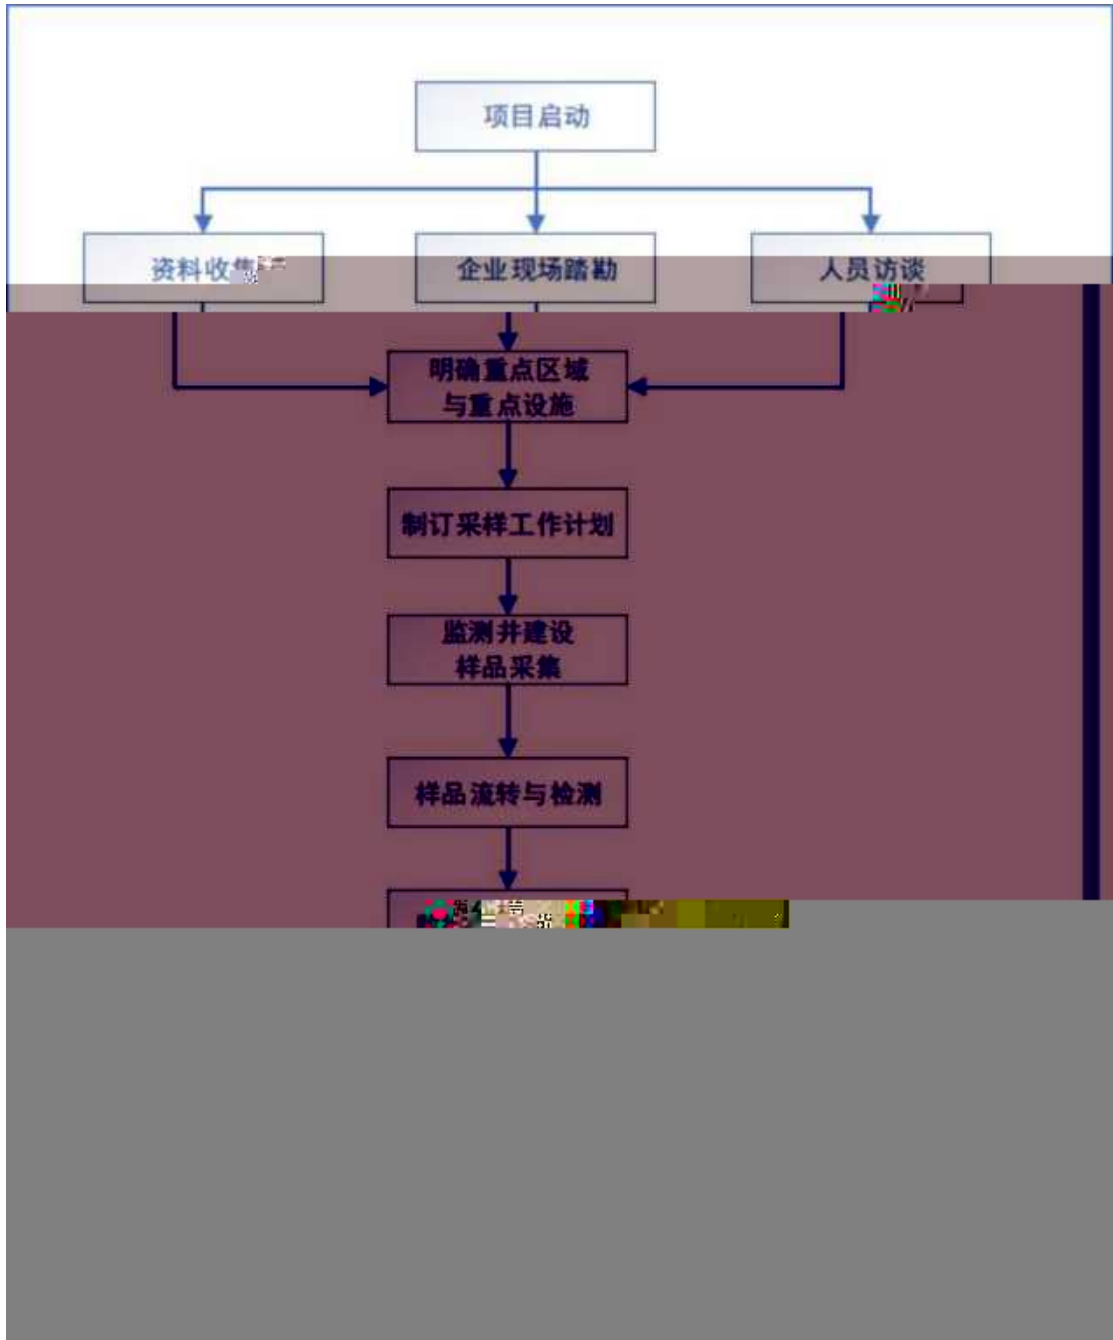 项目启动
资料收集
企业现场踏勘
人员访谈
明确重点区域
与重点设施
制订采样工作计划
监测井建设
样品采集
样品流转与检测